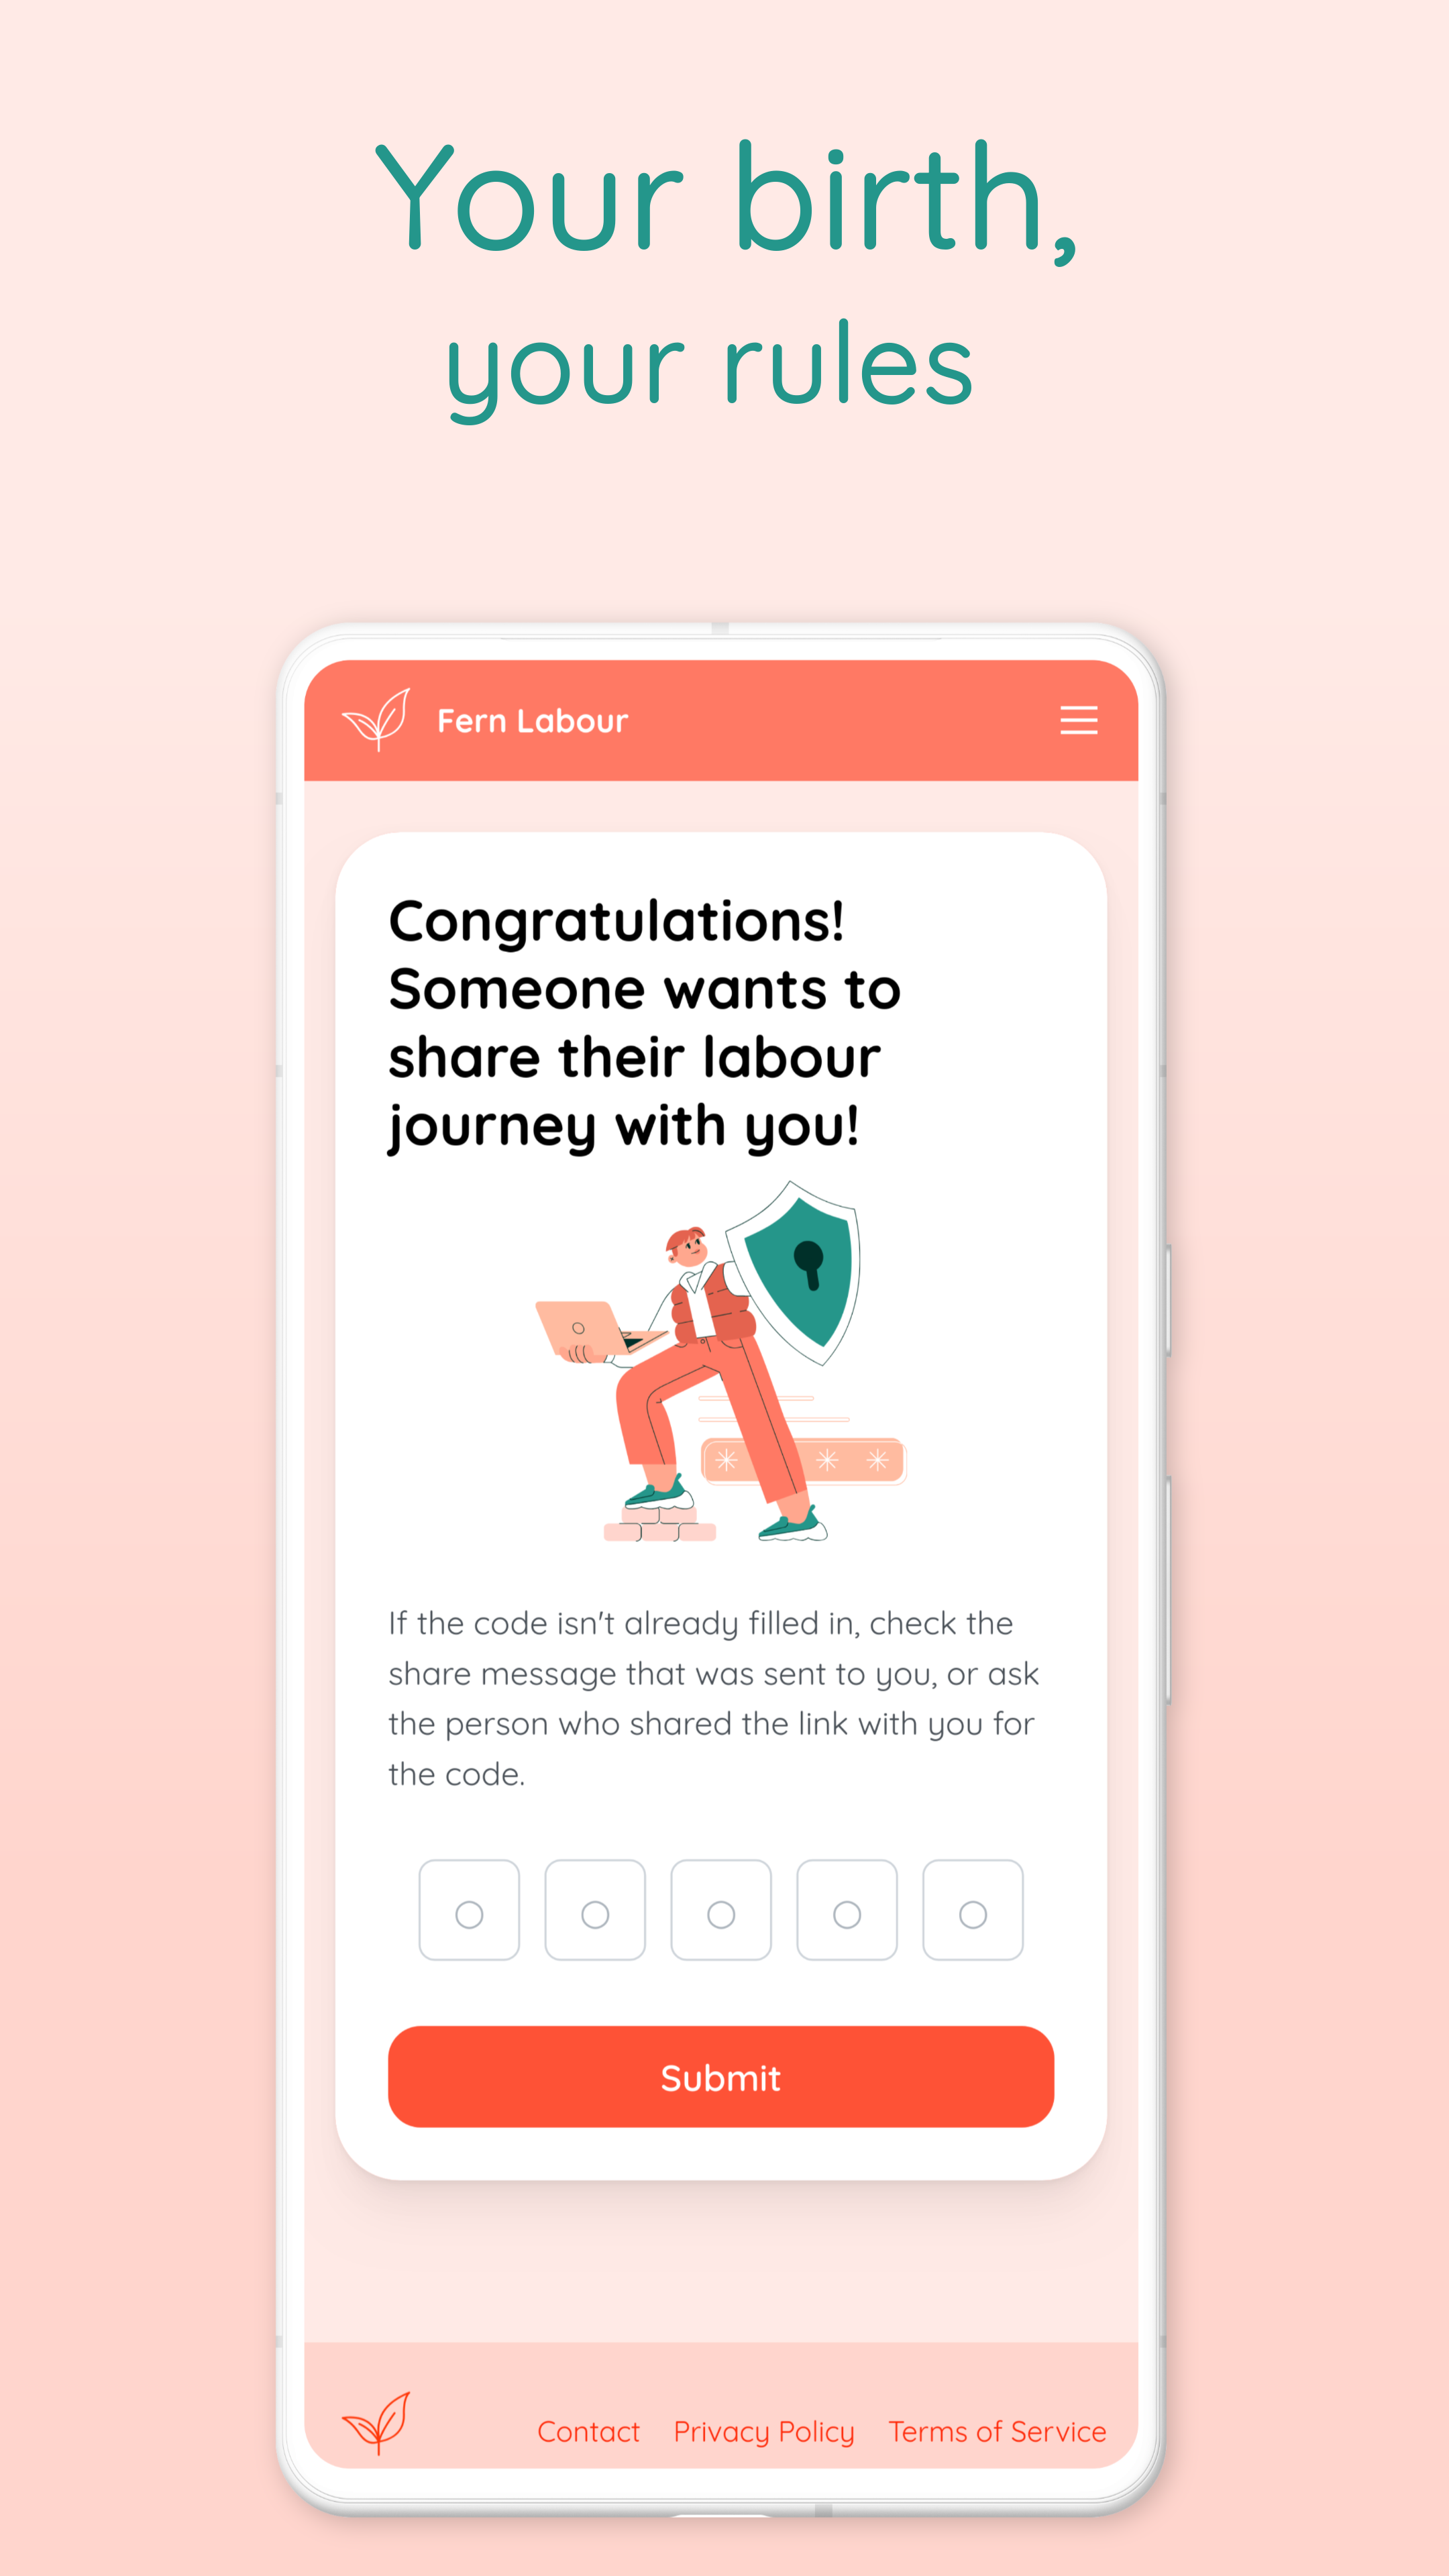 Your birth,
your rules
Fern Labour
Congratulations!
Someone wants to
share their labour
journey with you!
If the code isn't already filled in, check the
share message that was sent to you, or ask
the person who shared the link with you for
the code.
Submit
Contact Privacy Policy Terms of Service